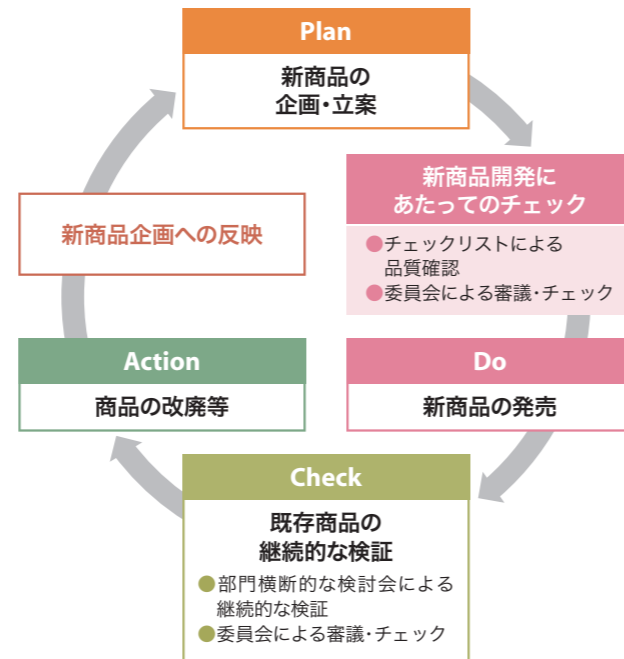 Plan
新商品の
企画・立案
新商品開発に
あたってのチェック
●チェックリストによる
品質確認
●委員会による審議・チェック
Do
新商品の発売
Check
既存商品の
継続的な検証
●部門横断的な検討会による
継続的な検証
●委員会による審議・チェック
Action
商品の改廃等
新商品企画への反映